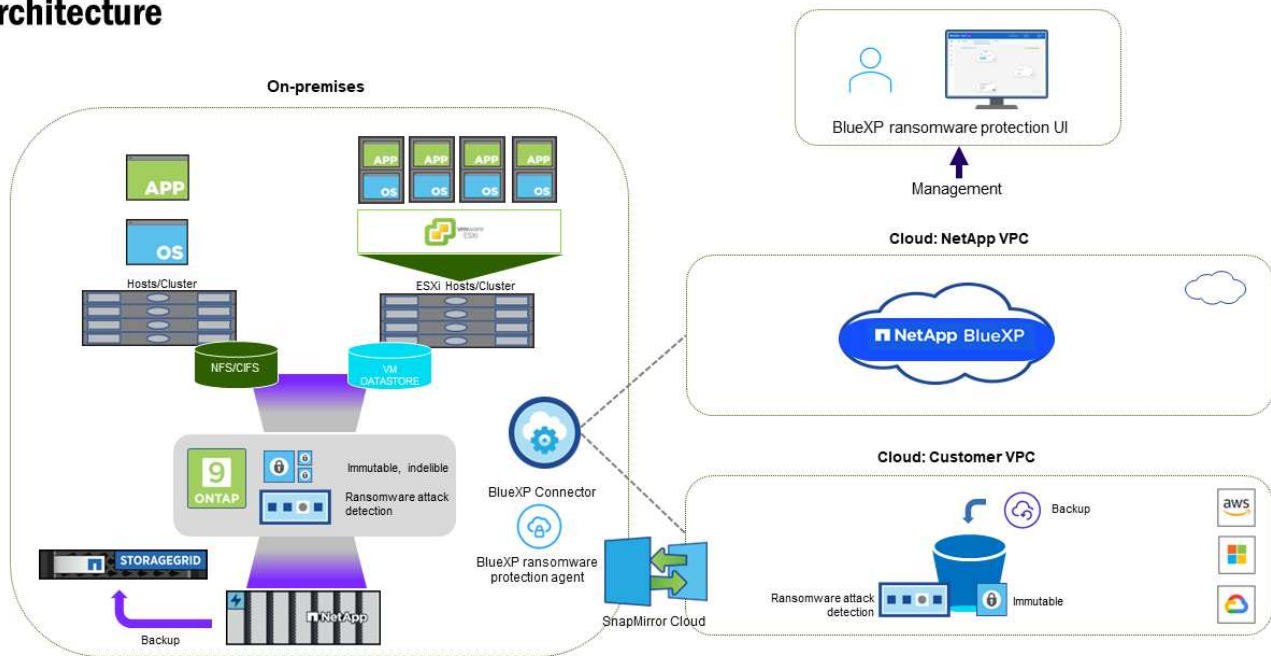 rchitecture
On-premises
APP
OS
Hosts/Cluster
APP APP APP APP
OS OS OS OS
vmware
ESXi
ESXi Hosts/Cluster
NFS/CIFS
VM
DATASTORE
9
ONTAP
Immutable, indelible
Ransomware attack
detection
STORAGEGRID
Backup
NetApp
BlueXP Connector
BlueXP ransomware
protection agent
SnapMirror Cloud
BlueXP ransomware protection UI
Management
Cloud: NetApp VPC
NetApp BlueXP
Cloud: Customer VPC
Backup
Ransomware attack
detection
Immutable
aws